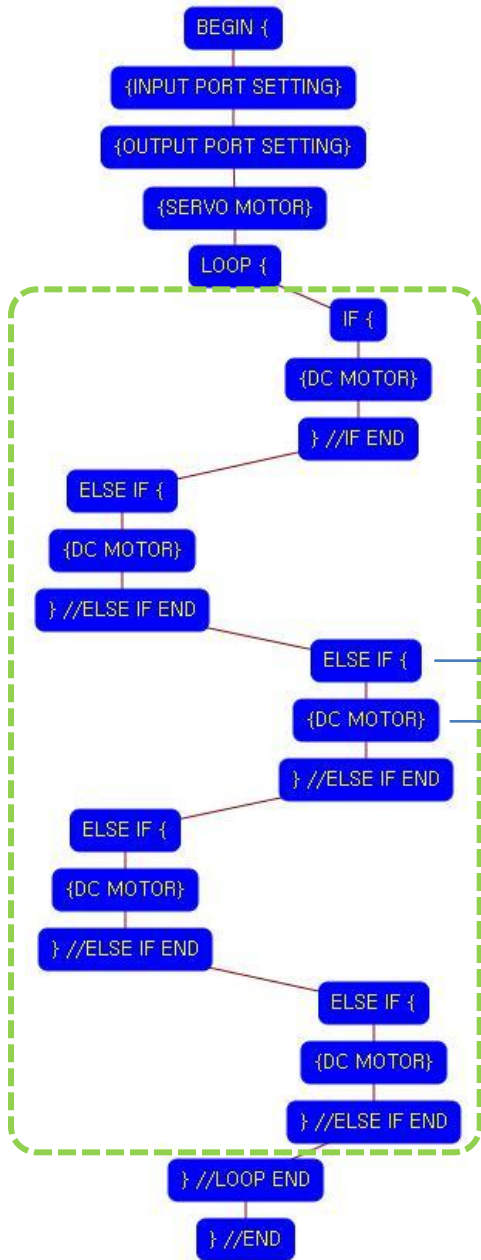 BEGIN {
{INPUT PORT SETTING}
{OUTPUT PORT SETTING}
{SERVO MOTOR}
LOOP {
IF {
{DC MOTOR}
} //IF END
ELSE IF {
{DC MOTOR}
} //ELSE IF END
ELSE IF {
{DC MOTOR}
} //ELSE IF END
ELSE IF {
{DC MOTOR}
} //ELSE IF END
ELSE IF {
{DC MOTOR}
} //ELSE IF END
} //LOOP END
} //END